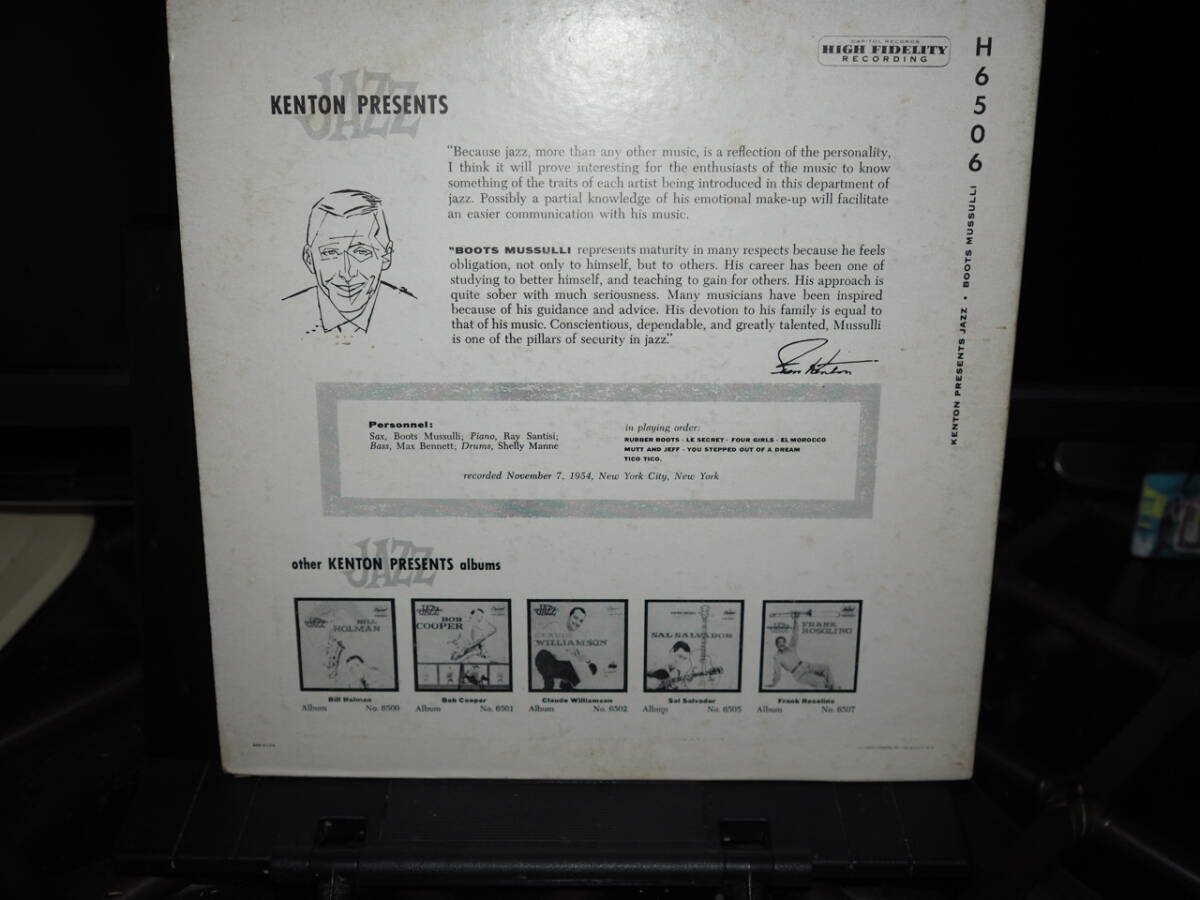 CAPITOL RECORDS
HIGH FIDELITY
RECORDING
H6506
KENTON PRESENTS JAZZ • BOOTS MUSSULLI
JAZZ
KENTON PRESENTS
"Because jazz, more than any other music, is a reflection of the personality,
I think it will prove interesting for the enthusiasts of the music to know
something of the traits of each artist being introduced in this department of
jazz. Possibly a partial knowledge of his emotional make-up will facilitate
an easier communication with his music.
"BOOTS MUSSULLI represents maturity in many respects because he feels
obligation, not only to himself, but to others. His career has been one of
studying to better himself, and teaching to gain for others. His approach is
quite sober with much seriousness. Many musicians have been inspired
because of his guidance and advice. His devotion to his family is equal to
that of his music. Conscientious, dependable, and greatly talented, Mussulli
is one of the pillars of security in jazz."
Stan Kenton
Personnel:
Sax, Boots Mussulli; Piano, Ray Santisi;
Bass, Max Bennett; Drums, Shelly Manne
in playing order:
RUBBER BOOTS · LE SECRET · FOUR GIRLS · EL MOROCCO
MUTT AND JEFF · YOU STEPPED OUT OF A DREAM
TICO TICO.
recorded November 7, 1954, New York City, New York
JAZZ
other KENTON PRESENTS albums
BILL
HOLMAN
Bill Holman
Album No. 6500
JAZZ
BOB
COOPER
Bob Cooper
Album No. 6501
JAZZ
CLAUDE
WILLIAMSON
Claude Williamson
Album No. 6502
SAL SALVADOR
Sal Salvador
Album No. 6505
FRANK
ROSOLINO
Frank Rosolino
Album No. 6507